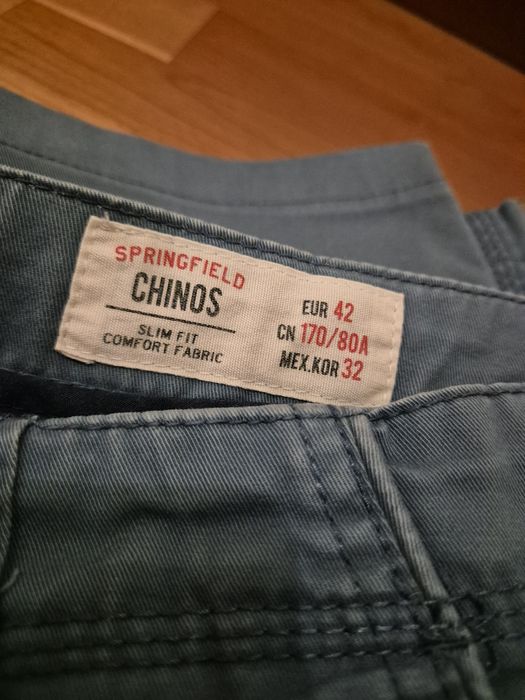 SPRINGFIELD
CHINOS
SLIM FIT
COMFORT FABRIC
EUR 42
CN 170/80A
MEX.KOR 32